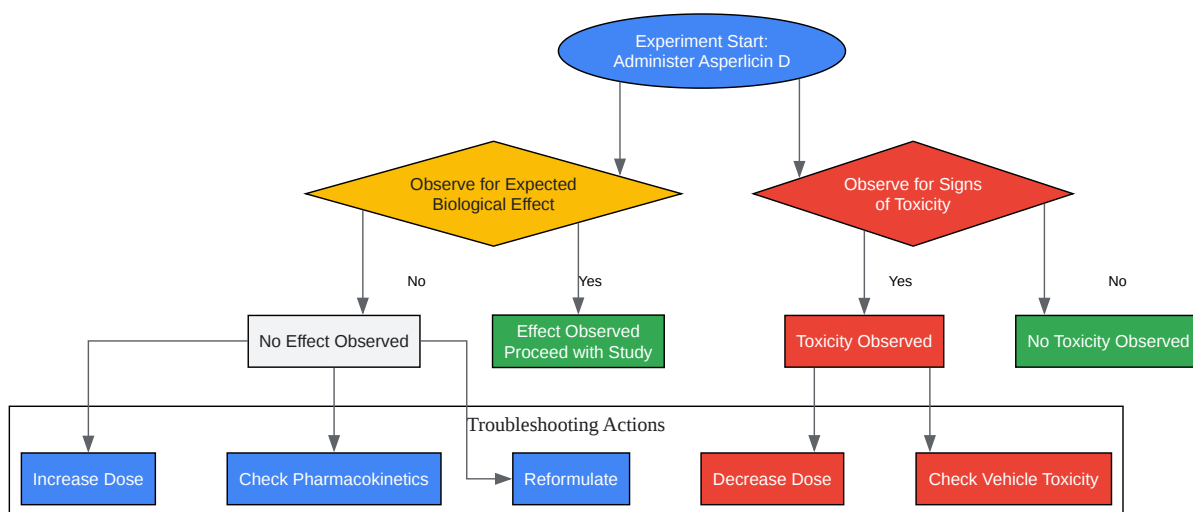 Experiment Start:
Administer Asperlicin D
Observe for Expected
Biological Effect
Observe for Signs
of Toxicity
No
Yes
Yes
No
No Effect Observed
Effect Observed
Proceed with Study
Toxicity Observed
No Toxicity Observed
Troubleshooting Actions
Increase Dose
Check Pharmacokinetics
Reformulate
Decrease Dose
Check Vehicle Toxicity